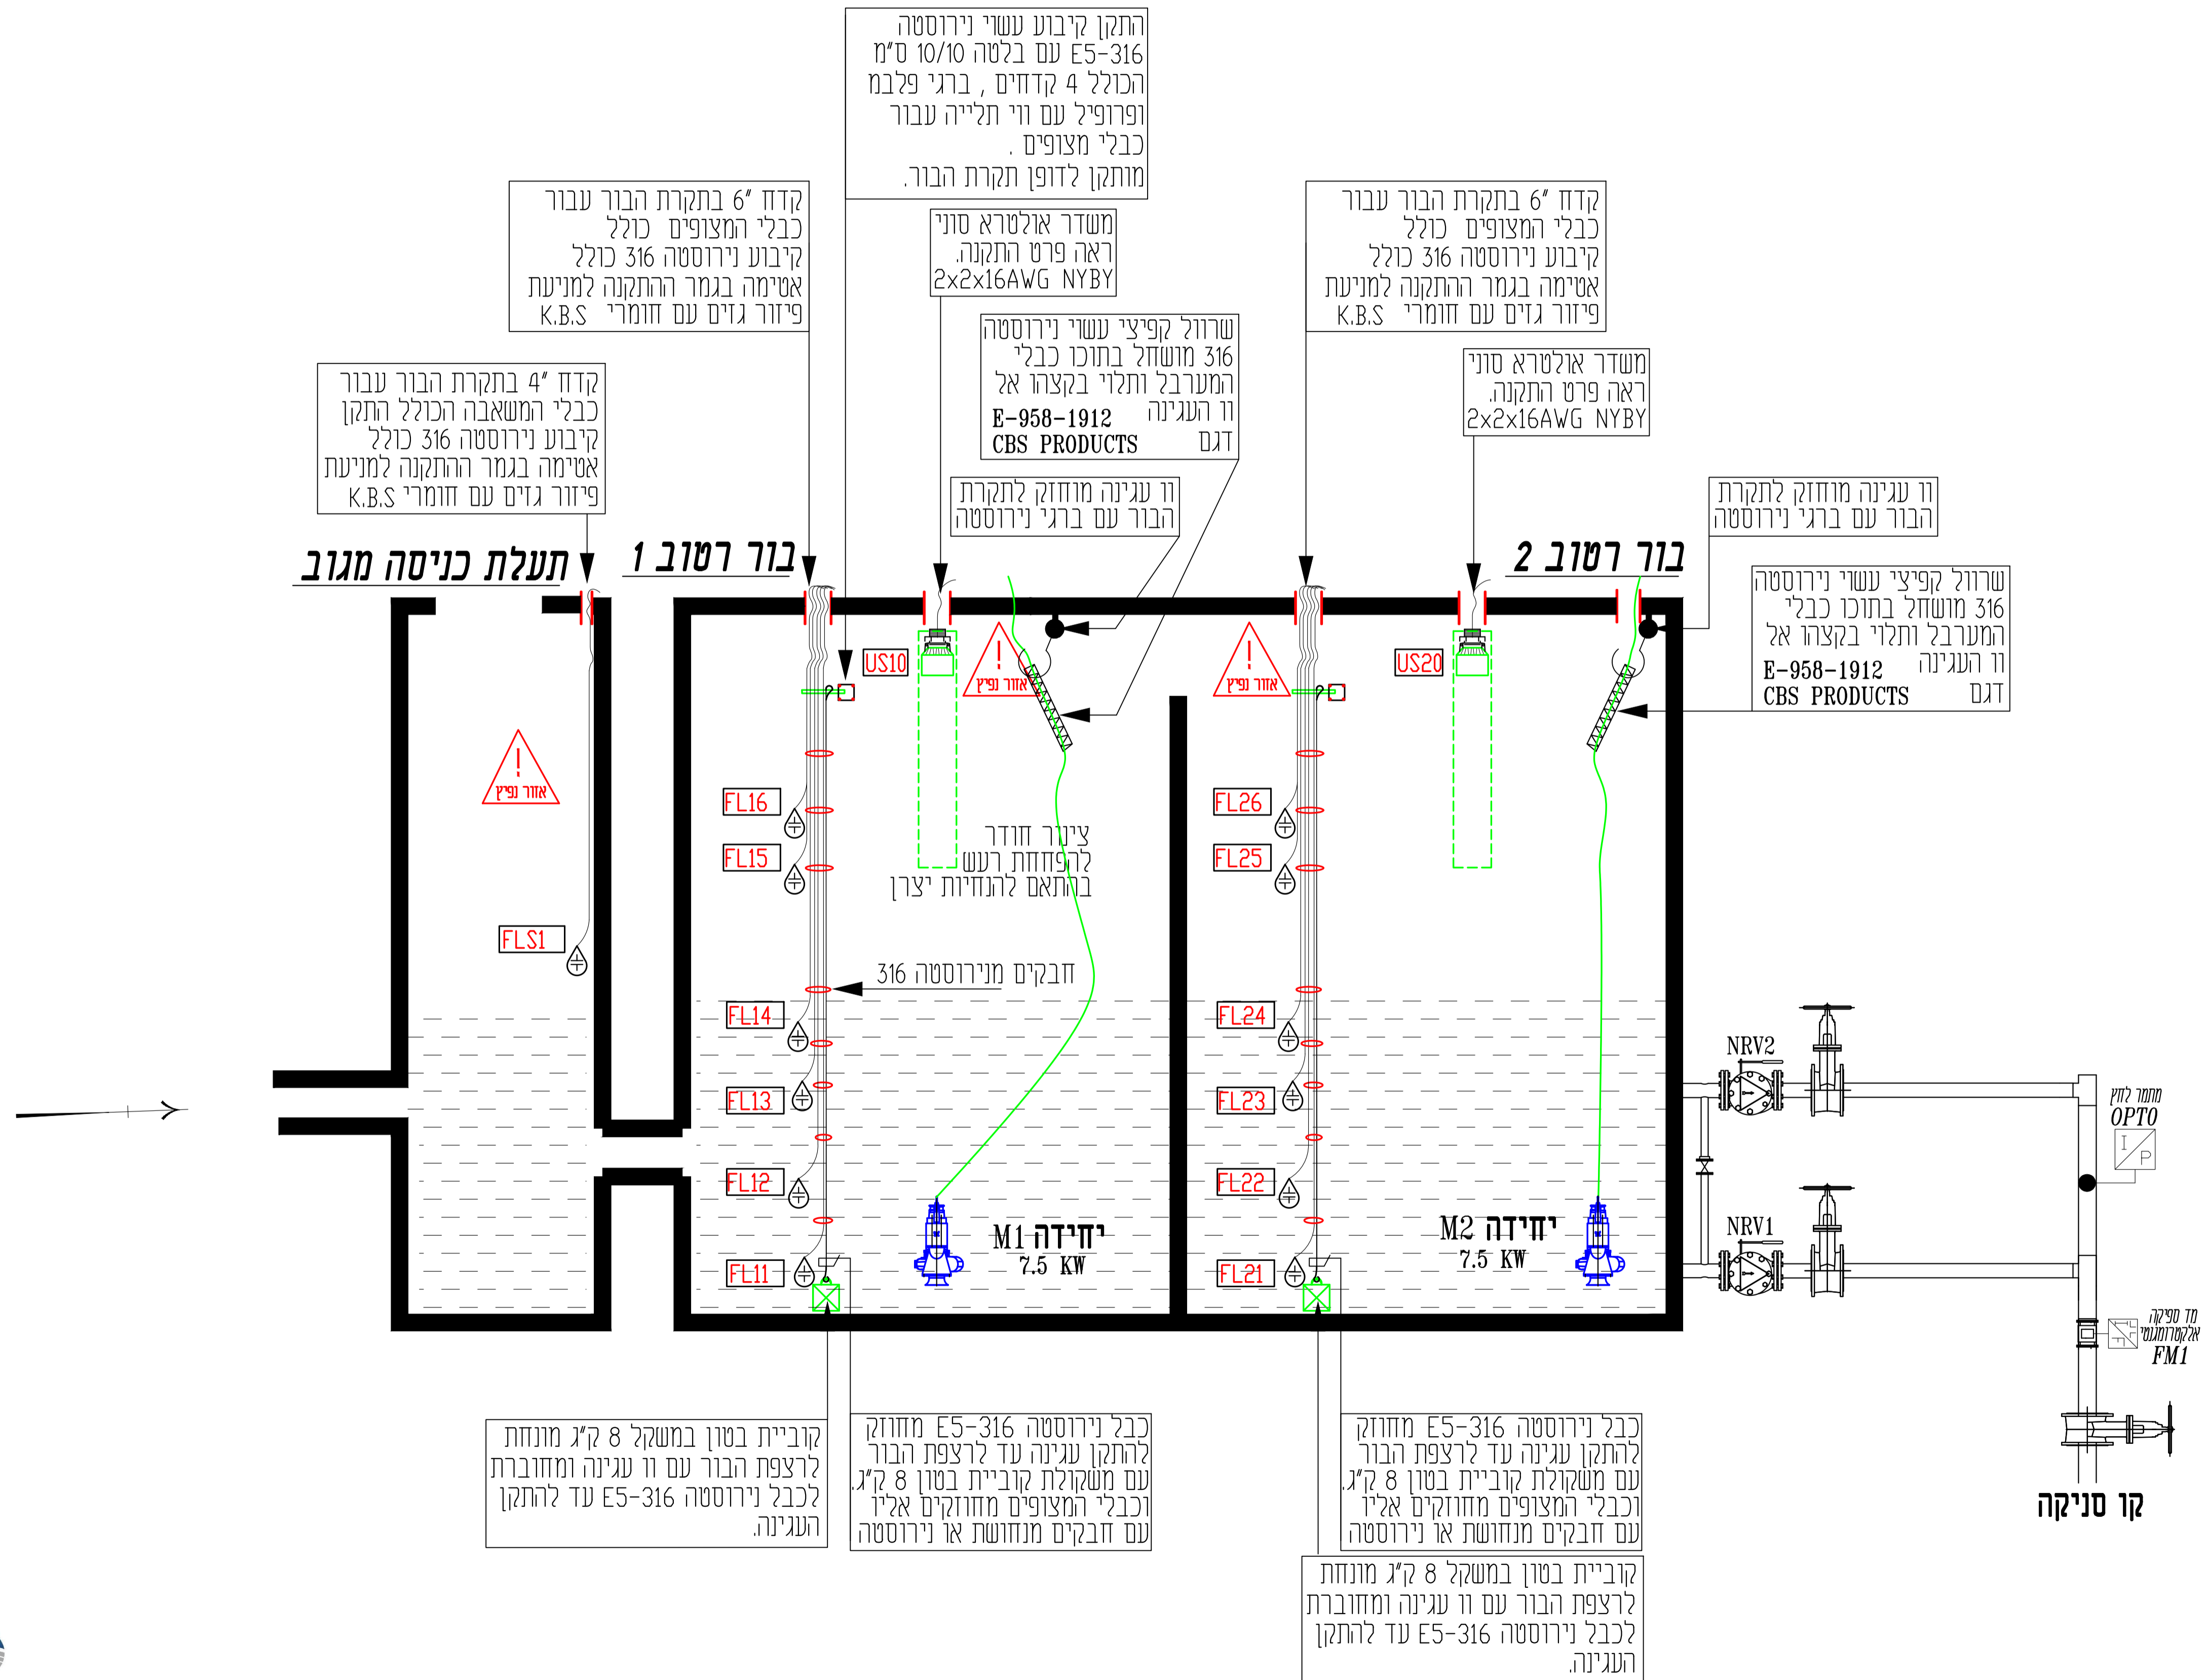 התקן קיבוע עשוי נירוסטה
E5-316 עם בלטה 10/10 ס"מ
הכולל 4 קדחים , ברגי פלבמ
ופרופיל עם ווי תלייה עבור
כבלי מצופים .
מותקן לדופן תקרת הבור.
קדח "6 בתקרת הבור עבור
כבלי המצופים כולל
קיבוע נירוסטה 316 כולל
אטימה בגמר ההתקנה למניעת
פיזור גזים עם חומרי K.B.S
משדר אולטרא סוני
ראה פרט התקנה.
2x2x16AWG NYBY
קדח "6 בתקרת הבור עבור
כבלי המצופים כולל
קיבוע נירוסטה 316 כולל
אטימה בגמר ההתקנה למניעת
פיזור גזים עם חומרי K.B.S
שרוול קפיצי עשוי נירוסטה
316 מושחל בתוכו כבלי
המערבל ותלוי בקצהו אל
וו העגינה E-958-1912
דגם CBS PRODUCTS
משדר אולטרא סוני
ראה פרט התקנה.
2x2x16AWG NYBY
קדח "4 בתקרת הבור עבור
כבלי המשאבה הכולל התקן
קיבוע נירוסטה 316 כולל
אטימה בגמר ההתקנה למניעת
פיזור גזים עם חומרי K.B.S
וו עגינה מוחזק לתקרת
הבור עם ברגי נירוסטה
וו עגינה מוחזק לתקרת
הבור עם ברגי נירוסטה
תעלת כניסה מגוב
בור רטוב 1
בור רטוב 2
שרוול קפיצי עשוי נירוסטה
316 מושחל בתוכו כבלי
המערבל ותלוי בקצהו אל
וו העגינה E-958-1912
דגם CBS PRODUCTS
US10
!
אזור נפיץ
!
אזור נפיץ
US20
!
אזור נפיץ
FL16
FL26
צינור חודר
להפחתת רעש
בהתאם להנחיות יצרן
FL15
FL25
FLS1
חבקים מנירוסטה 316
FL14
FL24
FL13
FL23
NRV2
מתמר לחץ
OPTO
I
P
FL12
FL22
יחידה M1
7.5 KW
יחידה M2
7.5 KW
NRV1
FL11
FL21
מד ספיקה
אלקטרומגנטי
FM1
קוביית בטון במשקל 8 ק"ג מונחת
לרצפת הבור עם וו עגינה ומחוברת
לכבל נירוסטה E5-316 עד להתקן
העגינה.
כבל נירוסטה E5-316 מחוזק
להתקן עגינה עד לרצפת הבור
עם משקולת קוביית בטון 8 ק"ג.
וכבלי המצופים מחוזקים אליו
עם חבקים מנחושת או נירוסטה
כבל נירוסטה E5-316 מחוזק
להתקן עגינה עד לרצפת הבור
עם משקולת קוביית בטון 8 ק"ג.
וכבלי המצופים מחוזקים אליו
עם חבקים מנחושת או נירוסטה
קו סניקה
קוביית בטון במשקל 8 ק"ג מונחת
לרצפת הבור עם וו עגינה ומחוברת
לכבל נירוסטה E5-316 עד להתקן
העגינה.